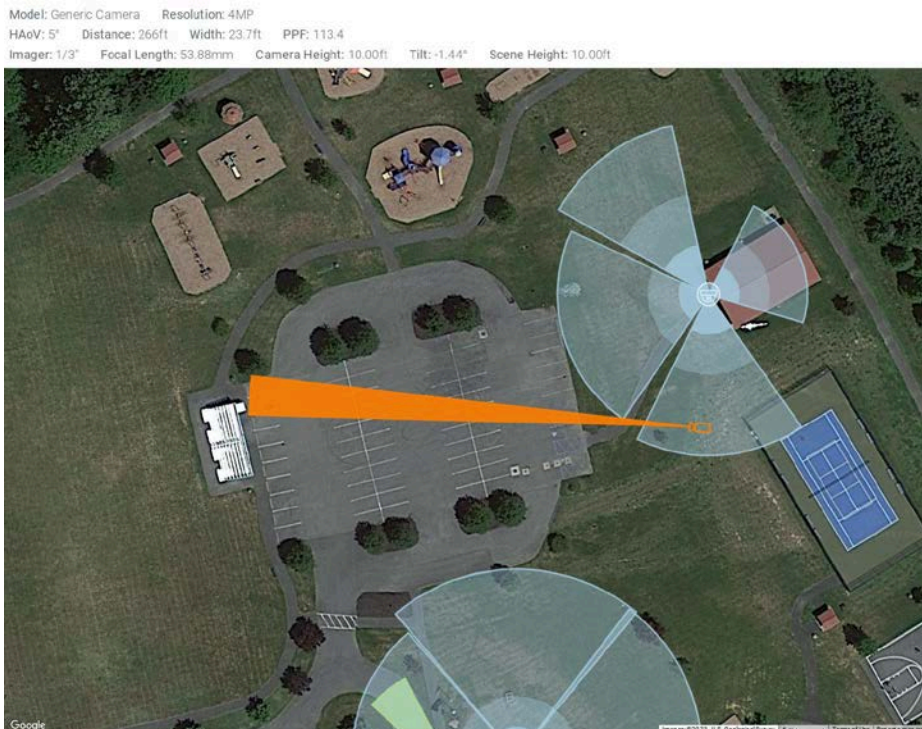 Model: Generic Camera Resolution: 4MP
HAoV: 5° Distance: 266ft Width: 23.7ft PPF: 113.4
Imager: 1/3" Focal Length: 53.88mm Camera Height: 10.00ft Tilt: -1.44° Scene Height: 10.00ft
Google